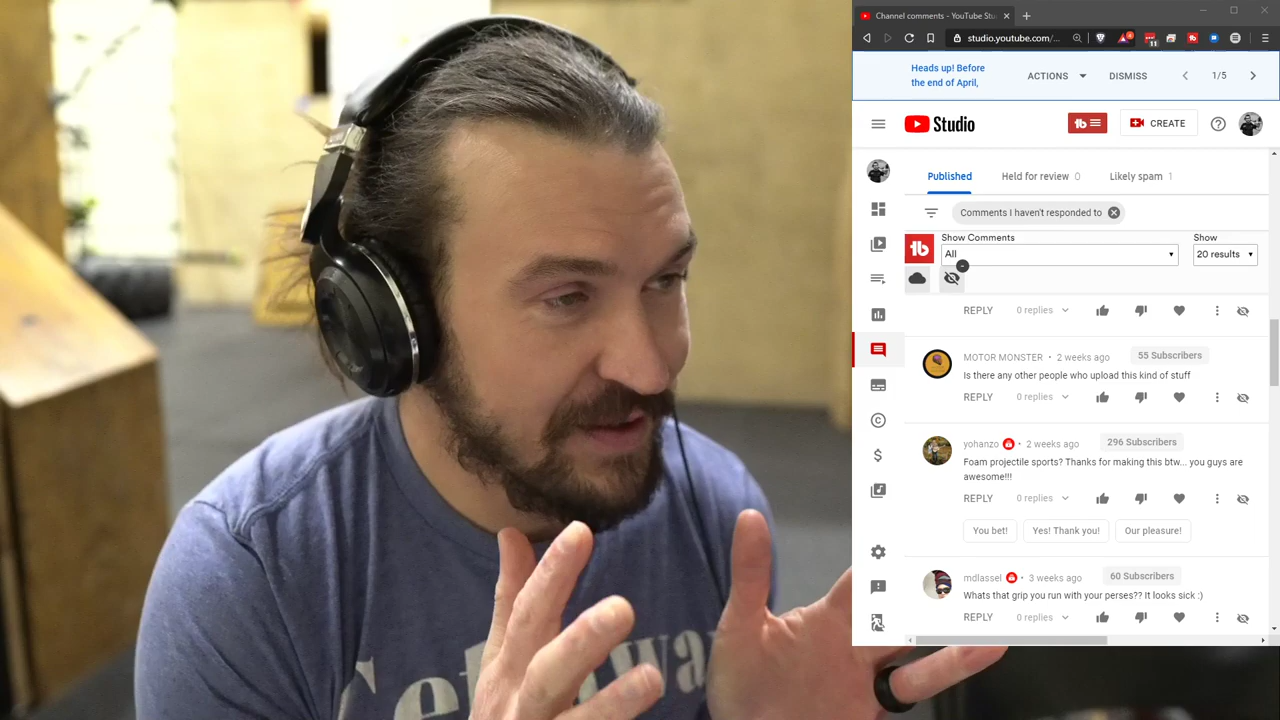 Channel comments - YouTube Stu
studio.youtube.com/...
4
11
Heads up! Before
the end of April,
ACTIONS
DISMISS
1/5
Studio
tb
CREATE
Published
Held for review 0
Likely spam 1
Comments I haven't responded to
tb
Show Comments
All
Show
20 results
REPLY
0 replies
MOTOR MONSTER • 2 weeks ago
55 Subscribers
Is there any other people who upload this kind of stuff
REPLY
0 replies
yohanzo • 2 weeks ago
296 Subscribers
Foam projectile sports? Thanks for making this btw... you guys are
awesome!!!
REPLY
0 replies
You bet!
Yes! Thank you!
Our pleasure!
mdlassel • 3 weeks ago
60 Subscribers
Whats that grip you run with your perses?? It looks sick :)
REPLY
0 replies